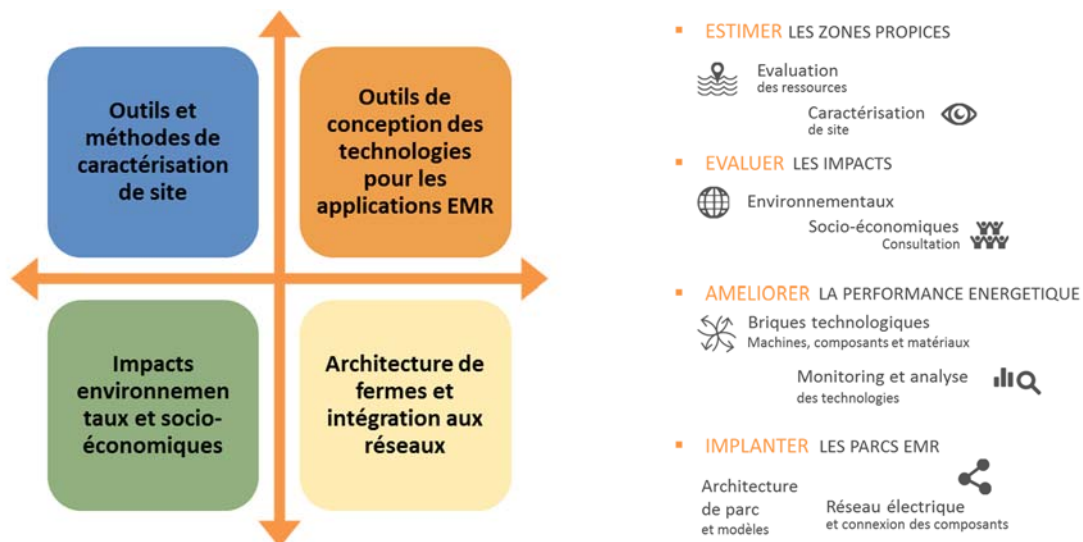 Outils et
méthodes de
caractérisation
de site
Outils de
conception des
technologies
pour les
applications EMR
Impacts
environnemen
taux et socio-
économiques
Architecture de
fermes et
intégration aux
réseaux
▪ ESTIMER LES ZONES PROPICES
Evaluation
des ressources
Caractérisation
de site
▪ EVALUER LES IMPACTS
Environnementaux
Socio-économiques
Consultation
▪ AMELIORER LA PERFORMANCE ENERGETIQUE
Briques technologiques
Machines, composants et matériaux
Monitoring et analyse
des technologies
▪ IMPLANTER LES PARCS EMR
Architecture
de parc
et modèles
Réseau électrique
et connexion des composants